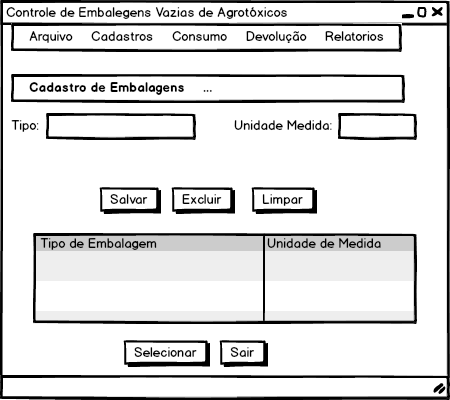 Controle de Embalegens Vazias de Agrotóxicos
Arquivo Cadastros Consumo Devolução Relatorios
Cadastro de Embalagens ...
Tipo: Unidade Medida:
Salvar Excluir Limpar
Tipo de Embalagem Unidade de Medida
Selecionar Sair